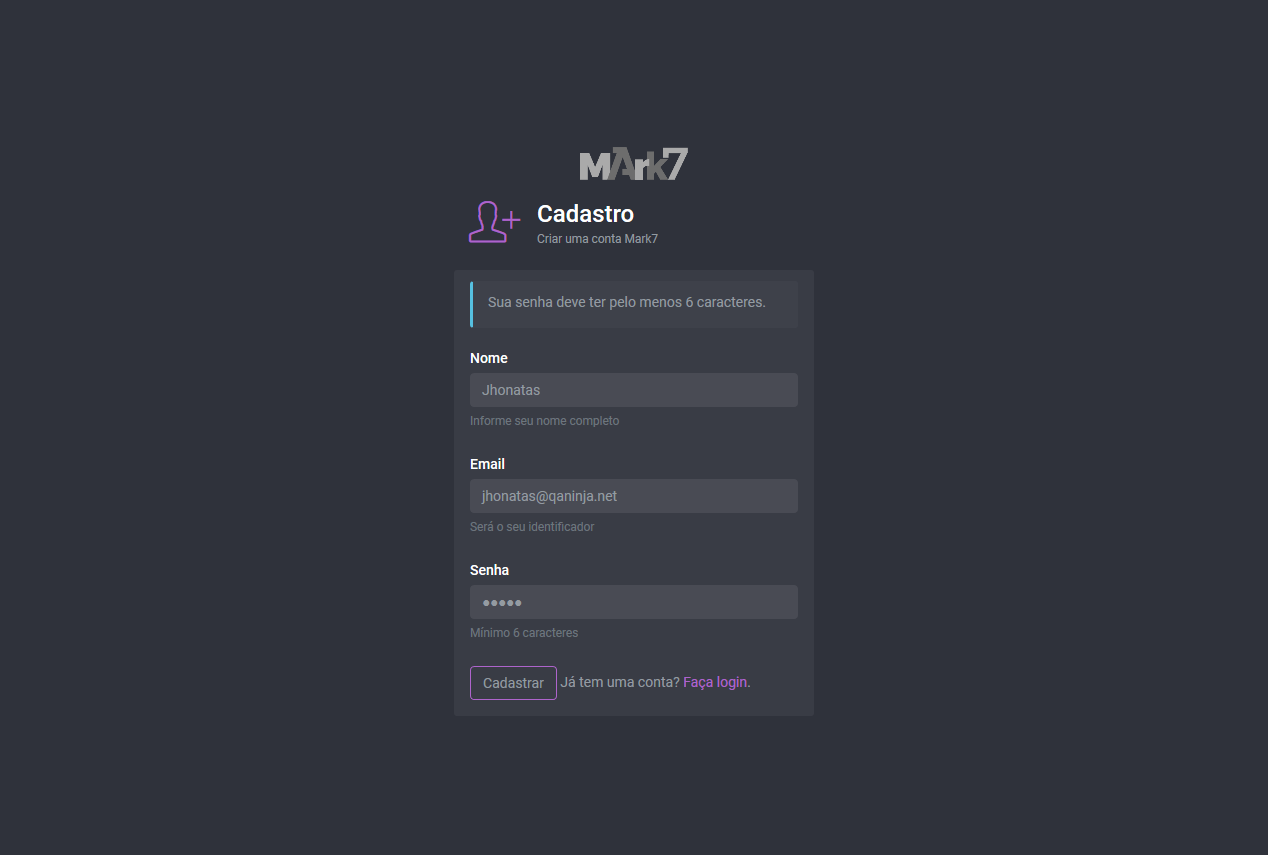 MArk7
Cadastro
Criar uma conta Mark7
Sua senha deve ter pelo menos 6 caracteres.
Nome
Jhonatas
Informe seu nome completo
Email
jhonatas@qaninja.net
Será o seu identificador
Senha
•••••
Mínimo 6 caracteres
Cadastrar Já tem uma conta? Faça login.